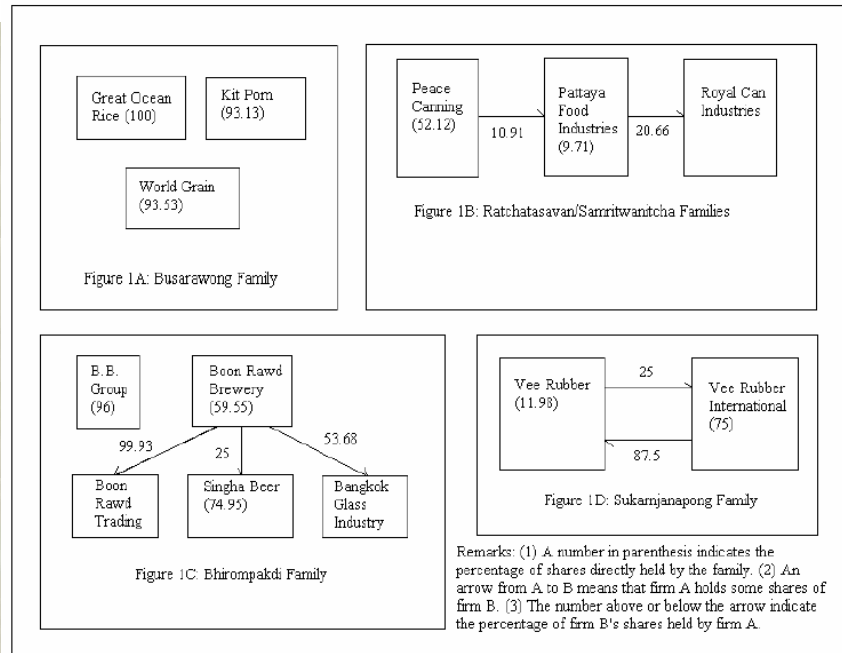 Great Ocean
Rice (100)
Kit Porn
(93.13)
World Grain
(93.53)
Figure 1A: Busarawong Family
Peace
Canning
(52.12)
10.91
Pattaya
Food
Industries
(9.71)
20.66
Royal Can
Industries
Figure 1B: Ratchatasavan/Samritwanitcha Families
B.B.
Group
(96)
Boon Rawd
Brewery
(59.55)
99.93
25
53.68
Boon
Rawd
Trading
Singha Beer
(74.95)
Bangkok
Glass
Industry
Figure 1C: Bhirompakdi Family
Vee Rubber
(11.98)
25
87.5
Vee Rubber
International
(75)
Figure 1D: Sukarnjanapong Family
Remarks: (1) A number in parenthesis indicates the
percentage of shares directly held by the family. (2) An
arrow from A to B means that firm A holds some shares of
firm B. (3) The number above or below the arrow indicate
the percentage of firm B's shares held by firm A.